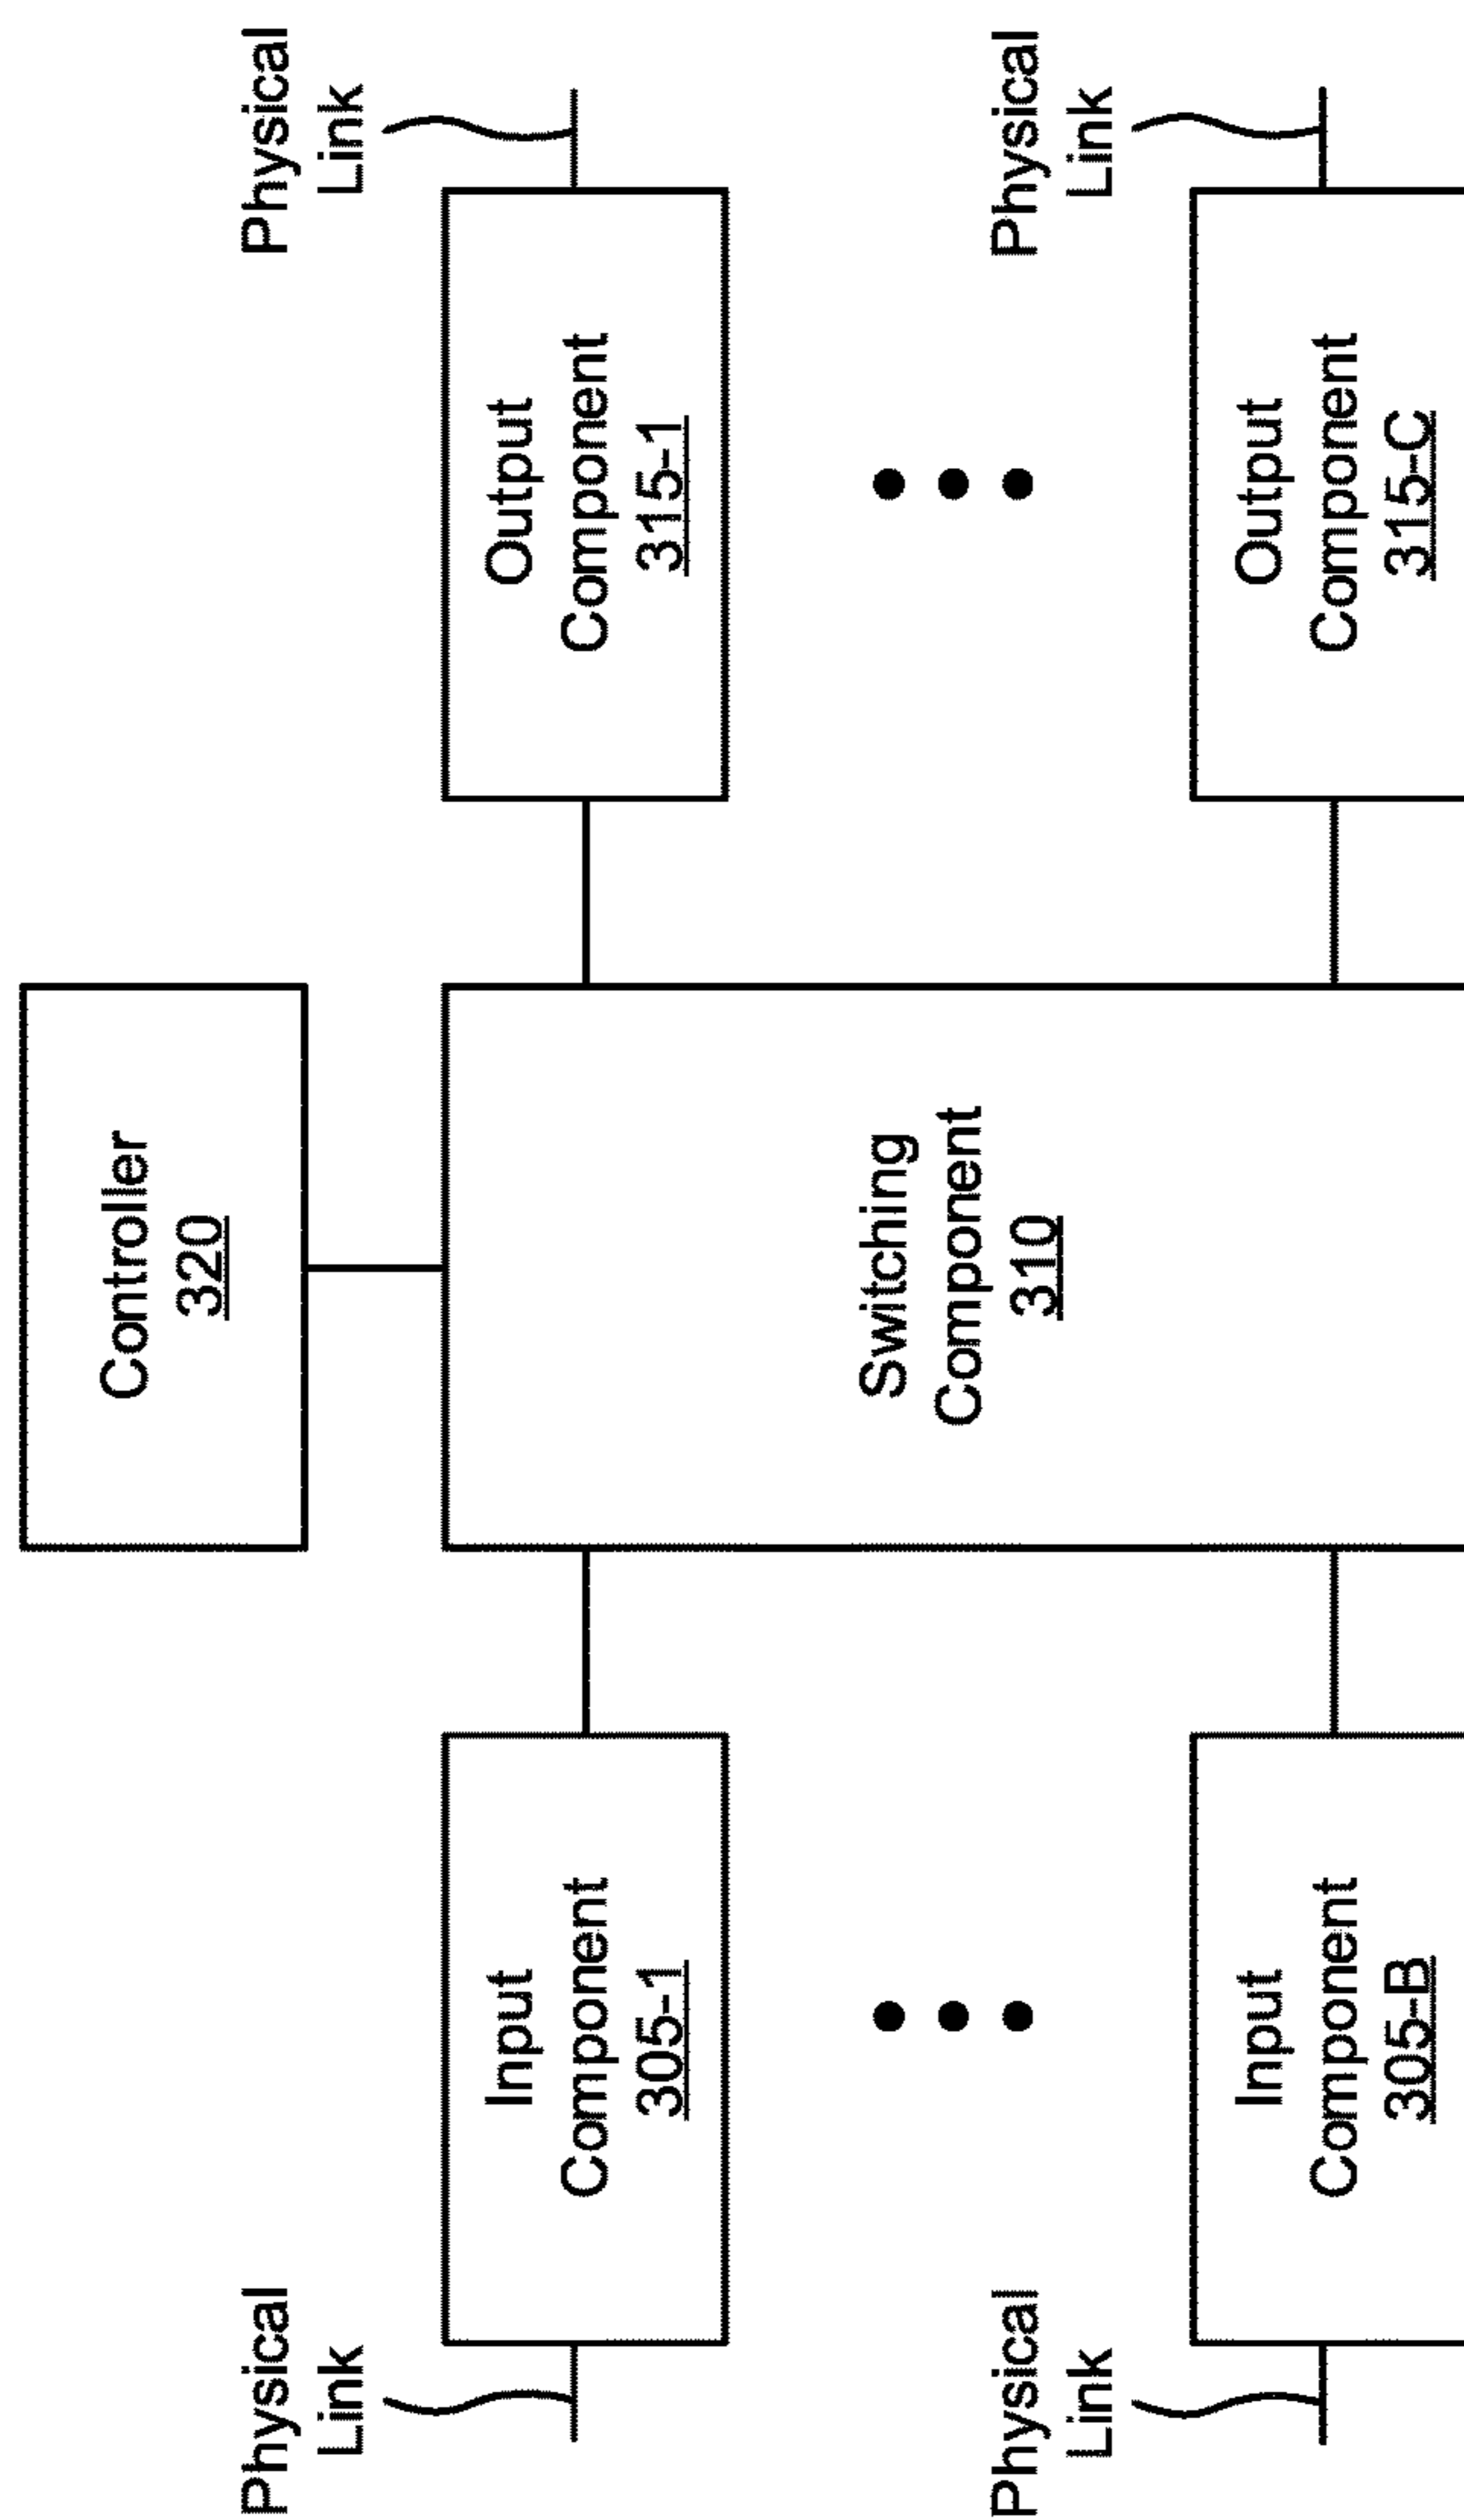 Controller
320
Physical
Link
Physical
Link
Input
Component
305-1
Output
Component
315-1
Switching
Component
310
Physical
Link
Physical
Link
Input
Component
305-B
Output
Component
315-C